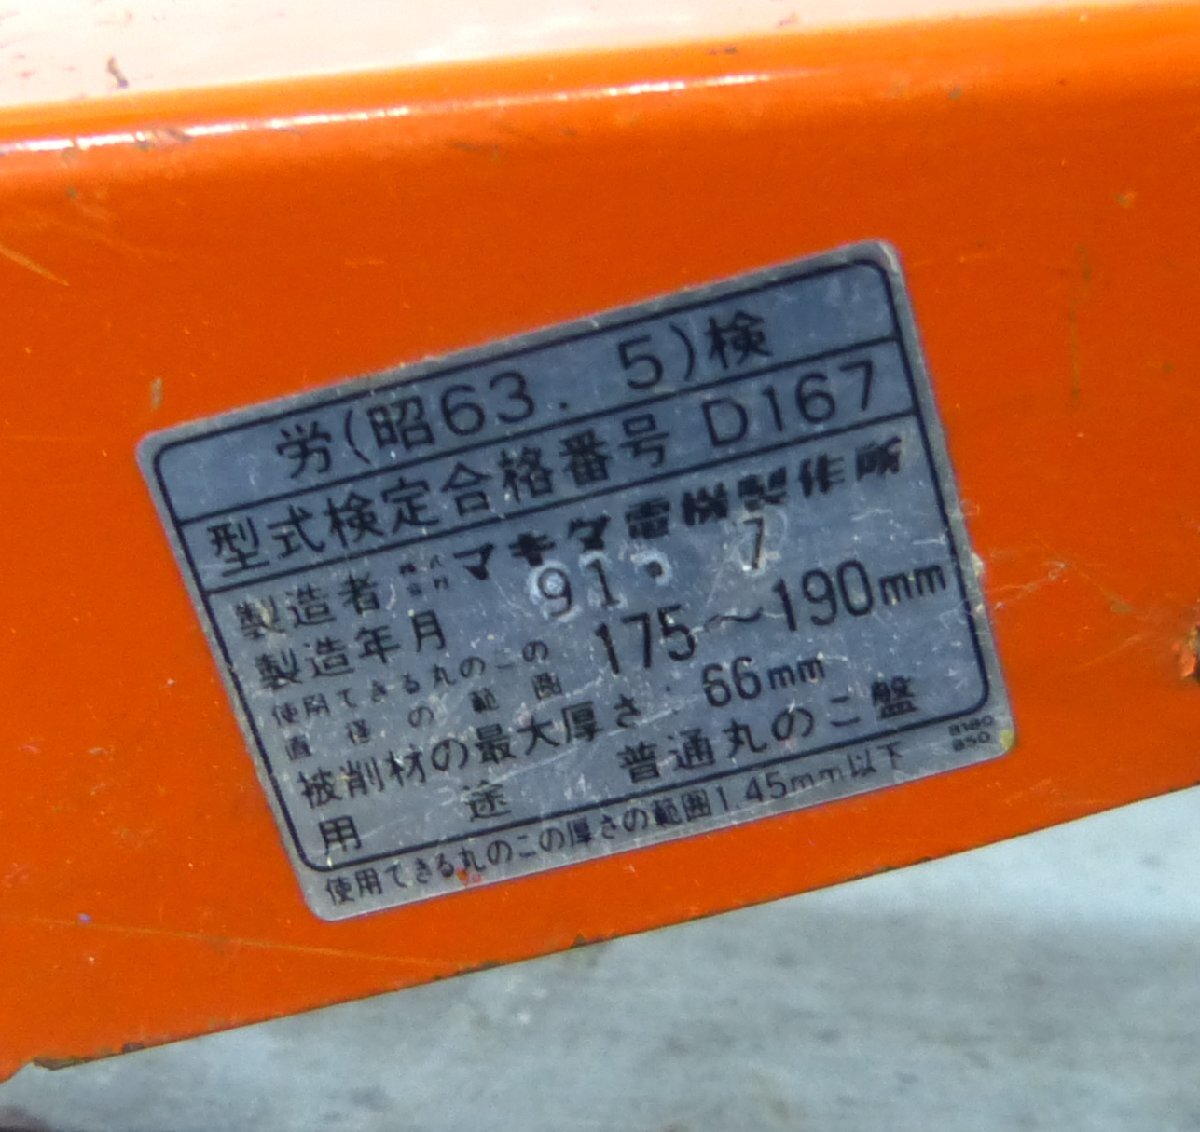 労(昭63. 5)検
型式検定合格番号 D167
製造者 株式会社 マキタ電機製作所
製造年月 91. 7
使用できる丸のこの直径の範囲 175〜190mm
被削材の最大厚さ 66mm
用途 普通丸のこ盤
使用できる丸のこの厚さの範囲1.45mm以下